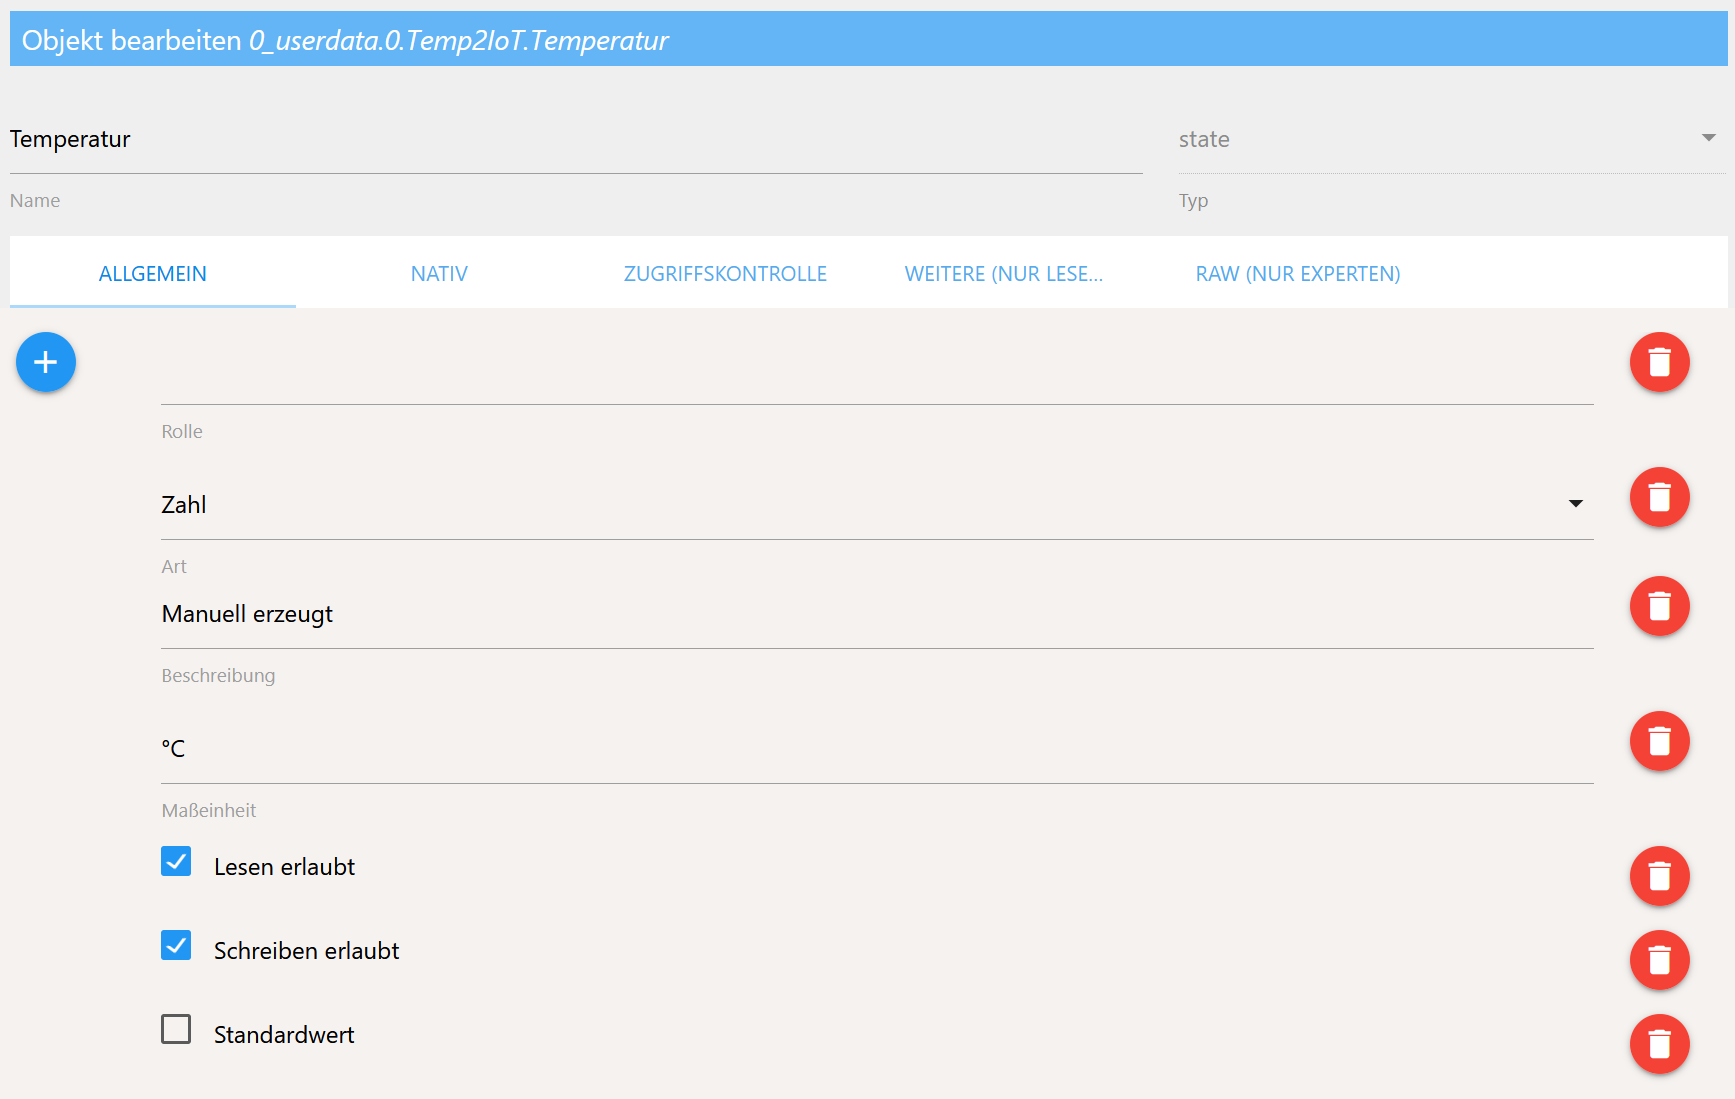 Objekt bearbeiten 0_userdata.0.Temp2IoT.Temperatur
Temperatur
state
Name
Typ
ALLGEMEIN
NATIV
ZUGRIFFSKONTROLLE
WEITERE (NUR LESE...
RAW (NUR EXPERTEN)
Rolle
Zahl
Art
Manuell erzeugt
Beschreibung
°C
Maßeinheit
Lesen erlaubt
Schreiben erlaubt
Standardwert